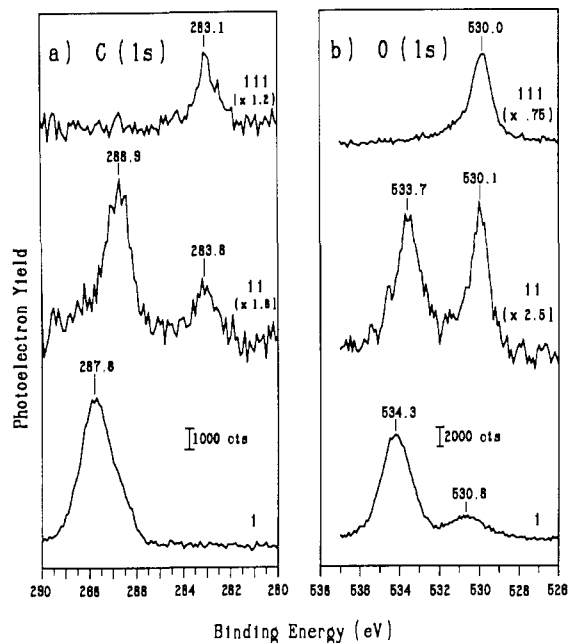 a) C (1s)
283.1
111
(x 1.2)
288.9
283.8
11
(x 1.8)
287.8
1000 cts
1
290 288 286 284 282 280
b) O (1s)
530.0
111
(x .75)
533.7
530.1
11
(x 2.5)
534.3
2000 cts
530.8
1
538 536 534 532 530 528 526
Photoelectron Yield
Binding Energy (eV)